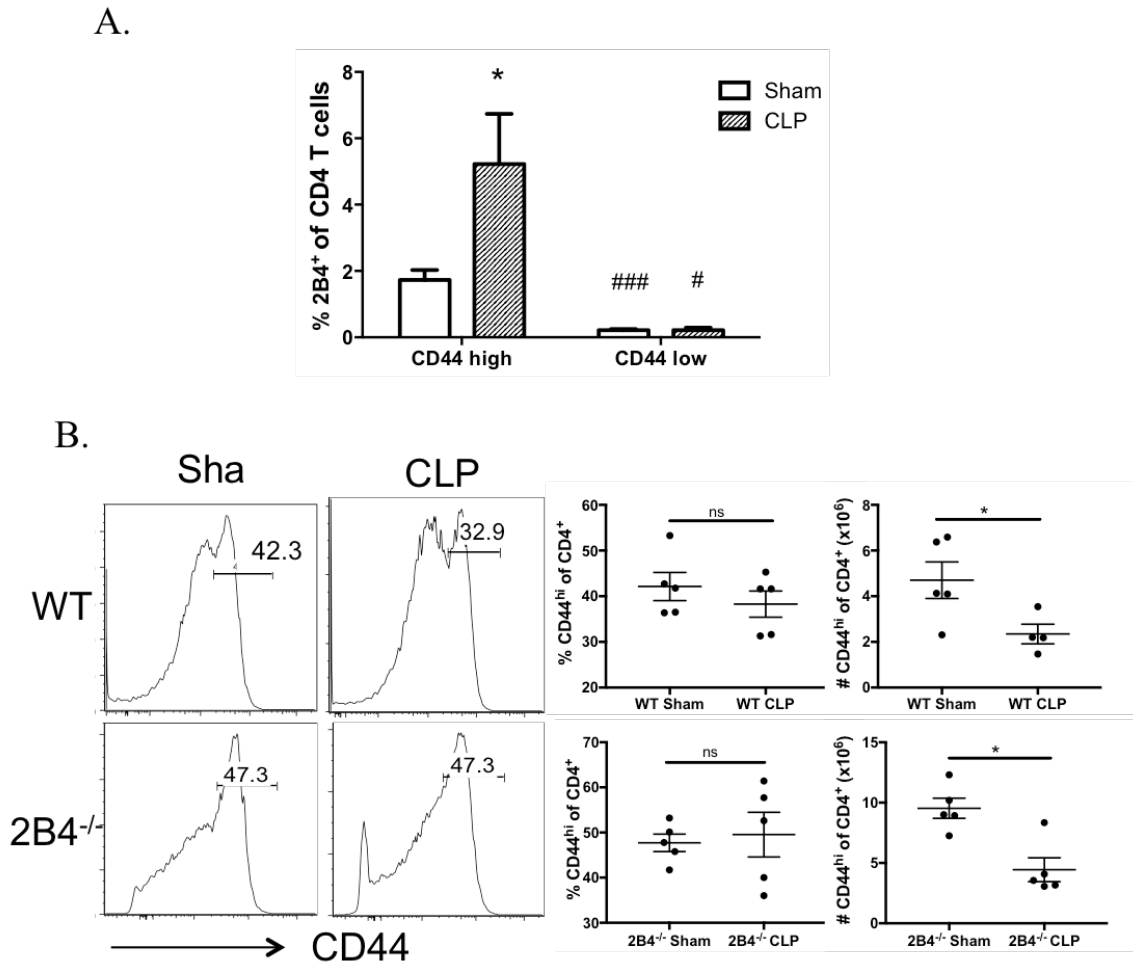 A.
% 2B4⁺ of CD4 T cells
8
6
4
2
0
*
###
#
Sham
CLP
CD44 high
CD44 low
B.
Sha
CLP
WT
42.3
32.9
2B4⁻/⁻
47.3
47.3
CD44
% CD44ʰⁱ of CD4⁺
60
50
40
30
20
ns
WT Sham
WT CLP
# CD44ʰⁱ of CD4⁺ (x10⁶)
8
6
4
2
0
*
WT Sham
WT CLP
% CD44ʰⁱ of CD4⁺
70
60
50
40
30
ns
2B4⁻/⁻ Sham
2B4⁻/⁻ CLP
# CD44ʰⁱ of CD4⁺ (x10⁶)
15
10
5
0
*
2B4⁻/⁻ Sham
2B4⁻/⁻ CLP